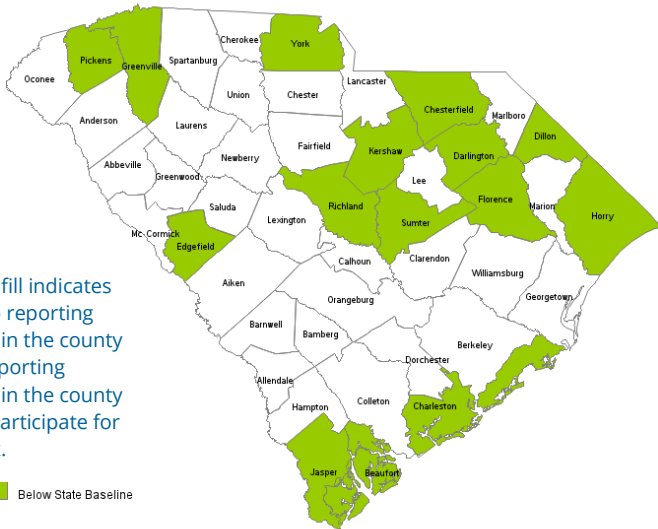 Cherokee
York
Pickens
Greenville
Spartanburg
Oconee
Union
Chester
Lancaster
Chesterfield
Marlboro
Anderson
Laurens
Fairfield
Kershaw
Dillon
Darlington
Abbeville
Newberry
Greenwood
Lee
Richland
Florence
Marion
Saluda
Horry
Lexington
Sumter
Mc Cormick
Edgefield
Calhoun
Clarendon
Aiken
Williamsburg
fill indicates
reporting
in the county
porting
in the county
articipate for
Orangeburg
Georgetown
Barnwell
Bamberg
Berkeley
Dorchester
Allendale
Colleton
Hampton
Charleston
Jasper
Beaufort
Below State Baseline